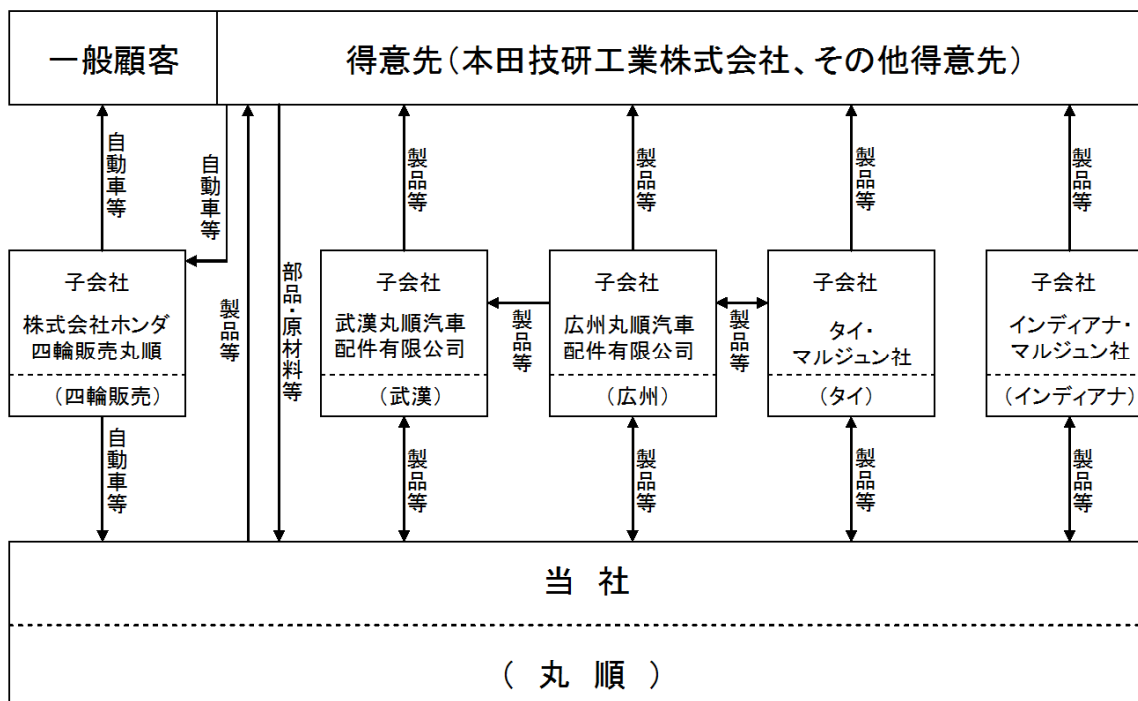 一般顧客
得意先(本田技研工業株式会社、その他得意先)
自動車等
自動車等
製品等
部品・原材料等
製品等
製品等
製品等
製品等
子会社
株式会社ホンダ
四輪販売丸順
(四輪販売)
子会社
武漢丸順汽車
配件有限公司
(武漢)
製品等
子会社
広州丸順汽車
配件有限公司
(広州)
製品等
子会社
タイ・
マルジュン社
(タイ)
子会社
インディアナ・
マルジュン社
(インディアナ)
自動車等
製品等
製品等
製品等
製品等
当 社
( 丸 順 )